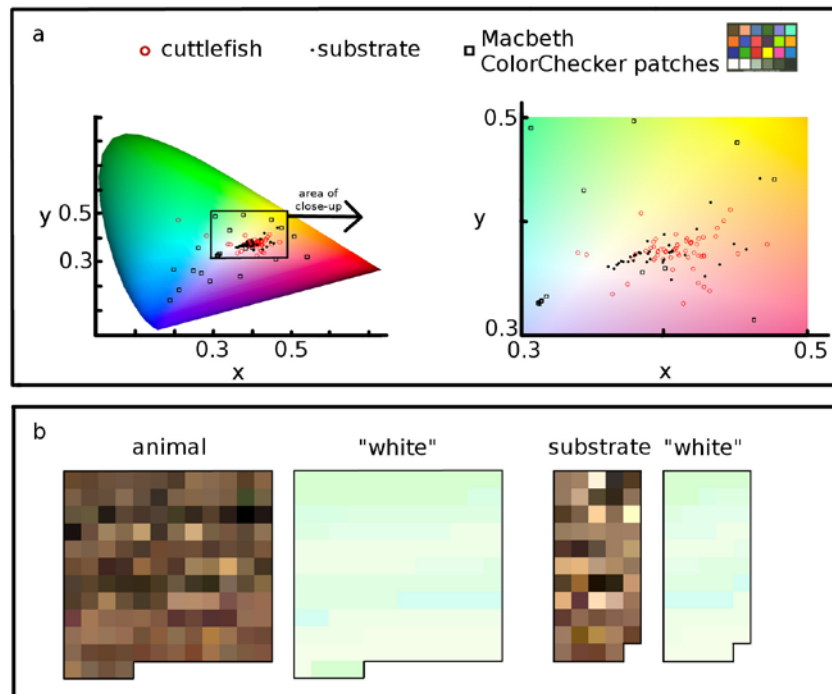 a
cuttlefish
substrate
Macbeth
ColorChecker patches
y
0.5
0.3
0.3
0.5
x
area of
close-up
0.5
y
0.3
0.3
0.5
x
b
animal
"white"
substrate
"white"